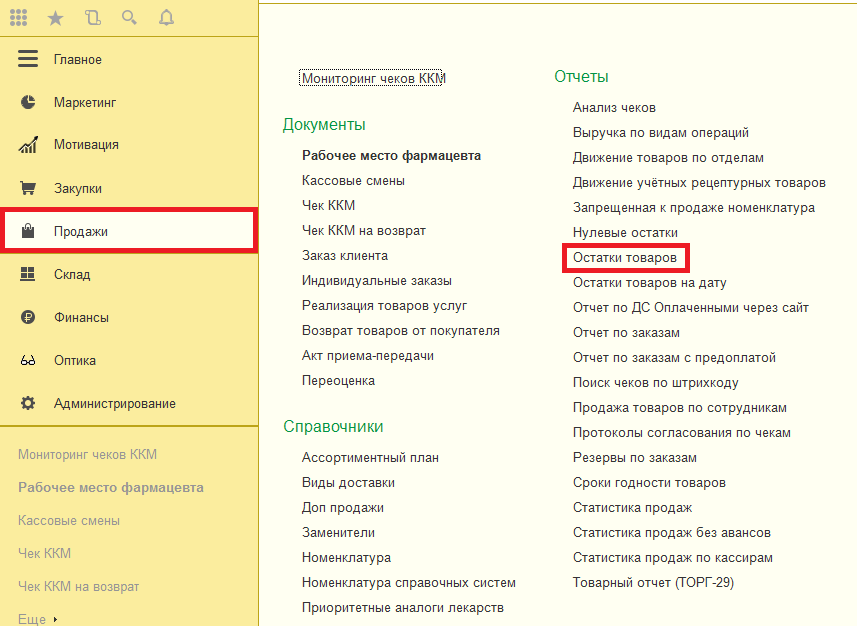 Главное
Маркетинг
Мотивация
Закупки
Продажи
Склад
Финансы
Оптика
Администрирование
Мониторинг чеков ККМ
Рабочее место фармацевта
Кассовые смены
Чек ККМ
Чек ККМ на возврат
Еще
Мониторинг чеков ККМ
Документы
Рабочее место фармацевта
Кассовые смены
Чек ККМ
Чек ККМ на возврат
Заказ клиента
Индивидуальные заказы
Реализация товаров услуг
Возврат товаров от покупателя
Акт приема-передачи
Переоценка
Справочники
Ассортиментный план
Виды доставки
Доп продажи
Заменители
Номенклатура
Номенклатура справочных систем
Приоритетные аналоги лекарств
Отчеты
Анализ чеков
Выручка по видам операций
Движение товаров по отделам
Движение учётных рецептурных товаров
Запрещенная к продаже номенклатура
Нулевые остатки
Остатки товаров
Остатки товаров на дату
Отчет по ДС Оплаченными через сайт
Отчет по заказам
Отчет по заказам с предоплатой
Поиск чеков по штрихкоду
Продажа товаров по сотрудникам
Протоколы согласования по чекам
Резервы по заказам
Сроки годности товаров
Статистика продаж
Статистика продаж без авансов
Статистика продаж по кассирам
Товарный отчет (ТОРГ-29)